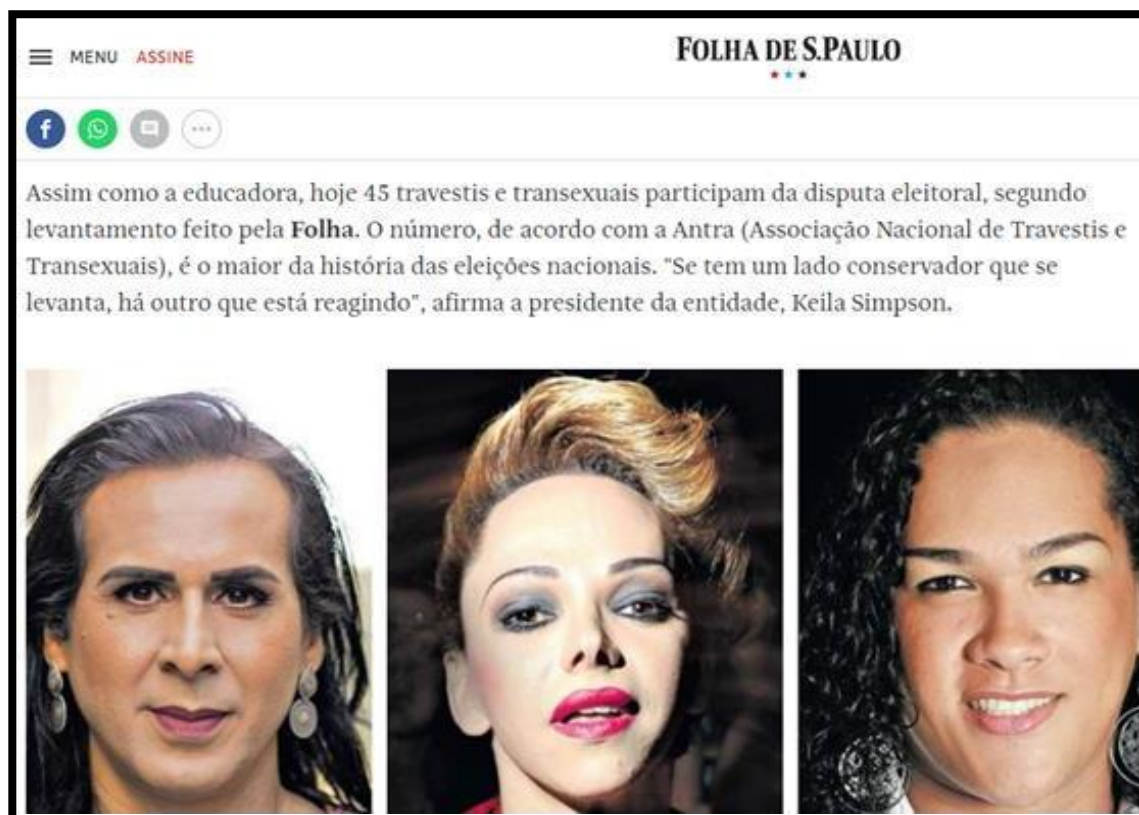 MENU ASSINE
FOLHA DE S.PAULO
Assim como a educadora, hoje 45 travestis e transexuais participam da disputa eleitoral, segundo
levantamento feito pela Folha. O número, de acordo com a Antra (Associação Nacional de Travestis e
Transexuais), é o maior da história das eleições nacionais. "Se tem um lado conservador que se
levanta, há outro que está reagindo", afirma a presidente da entidade, Keila Simpson.